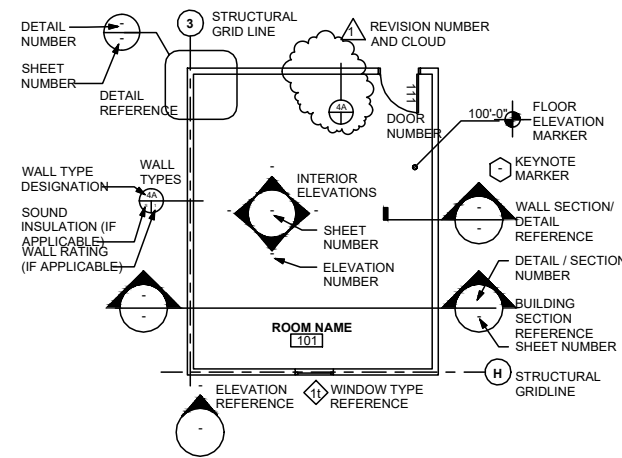 DETAIL
NUMBER
-
-
SHEET
NUMBER
DETAIL
REFERENCE
3
STRUCTURAL
GRID LINE
1
REVISION NUMBER
AND CLOUD
4A
111
DOOR
NUMBER
100'-0"
FLOOR
ELEVATION
MARKER
-
KEYNOTE
MARKER
WALL TYPE
DESIGNATION
WALL
TYPES
4A
SOUND
INSULATION (IF
APPLICABLE)
WALL RATING
(IF APPLICABLE)
INTERIOR
ELEVATIONS
-
-
-
-
-
SHEET
NUMBER
ELEVATION
NUMBER
-
-
WALL SECTION/
DETAIL
REFERENCE
-
-
-
-
DETAIL / SECTION
NUMBER
BUILDING
SECTION
REFERENCE
SHEET NUMBER
ROOM NAME
101
H
STRUCTURAL
GRIDLINE
-
-
ELEVATION
REFERENCE
1t
WINDOW TYPE
REFERENCE